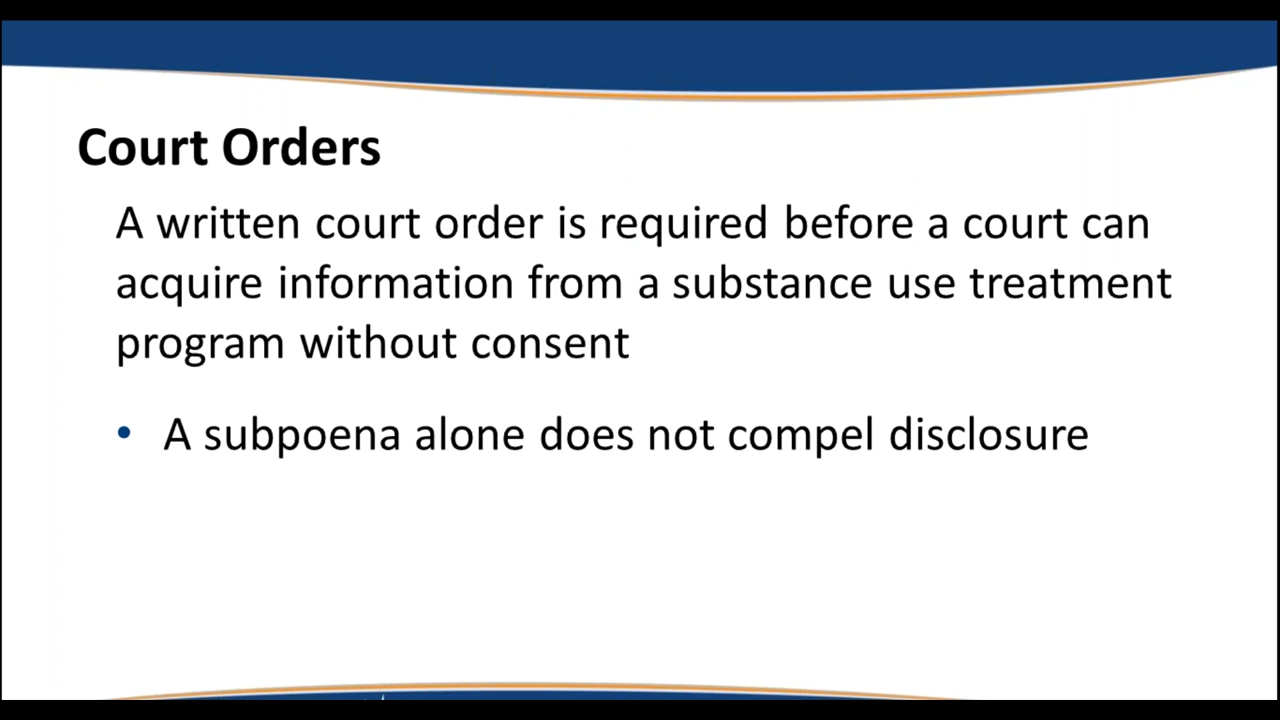 Court Orders
A written court order is required before a court can
acquire information from a substance use treatment
program without consent
• A subpoena alone does not compel disclosure